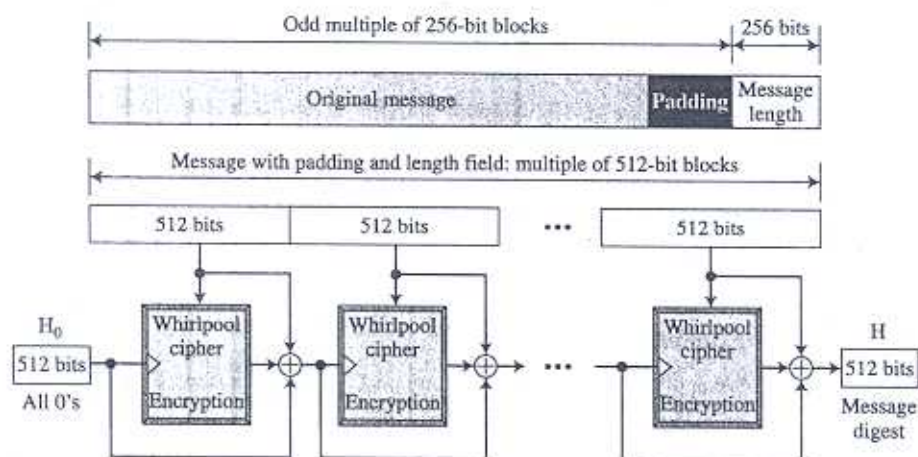 Odd multiple of 256-bit blocks
256 bits
Original message
Padding
Message
length
Message with padding and length field: multiple of 512-bit blocks
512 bits
512 bits
•••
512 bits
H₀
512 bits
All 0's
Whirlpool
cipher
Encryption
Whirlpool
cipher
Encryption
•••
Whirlpool
cipher
Encryption
H
512 bits
Message
digest